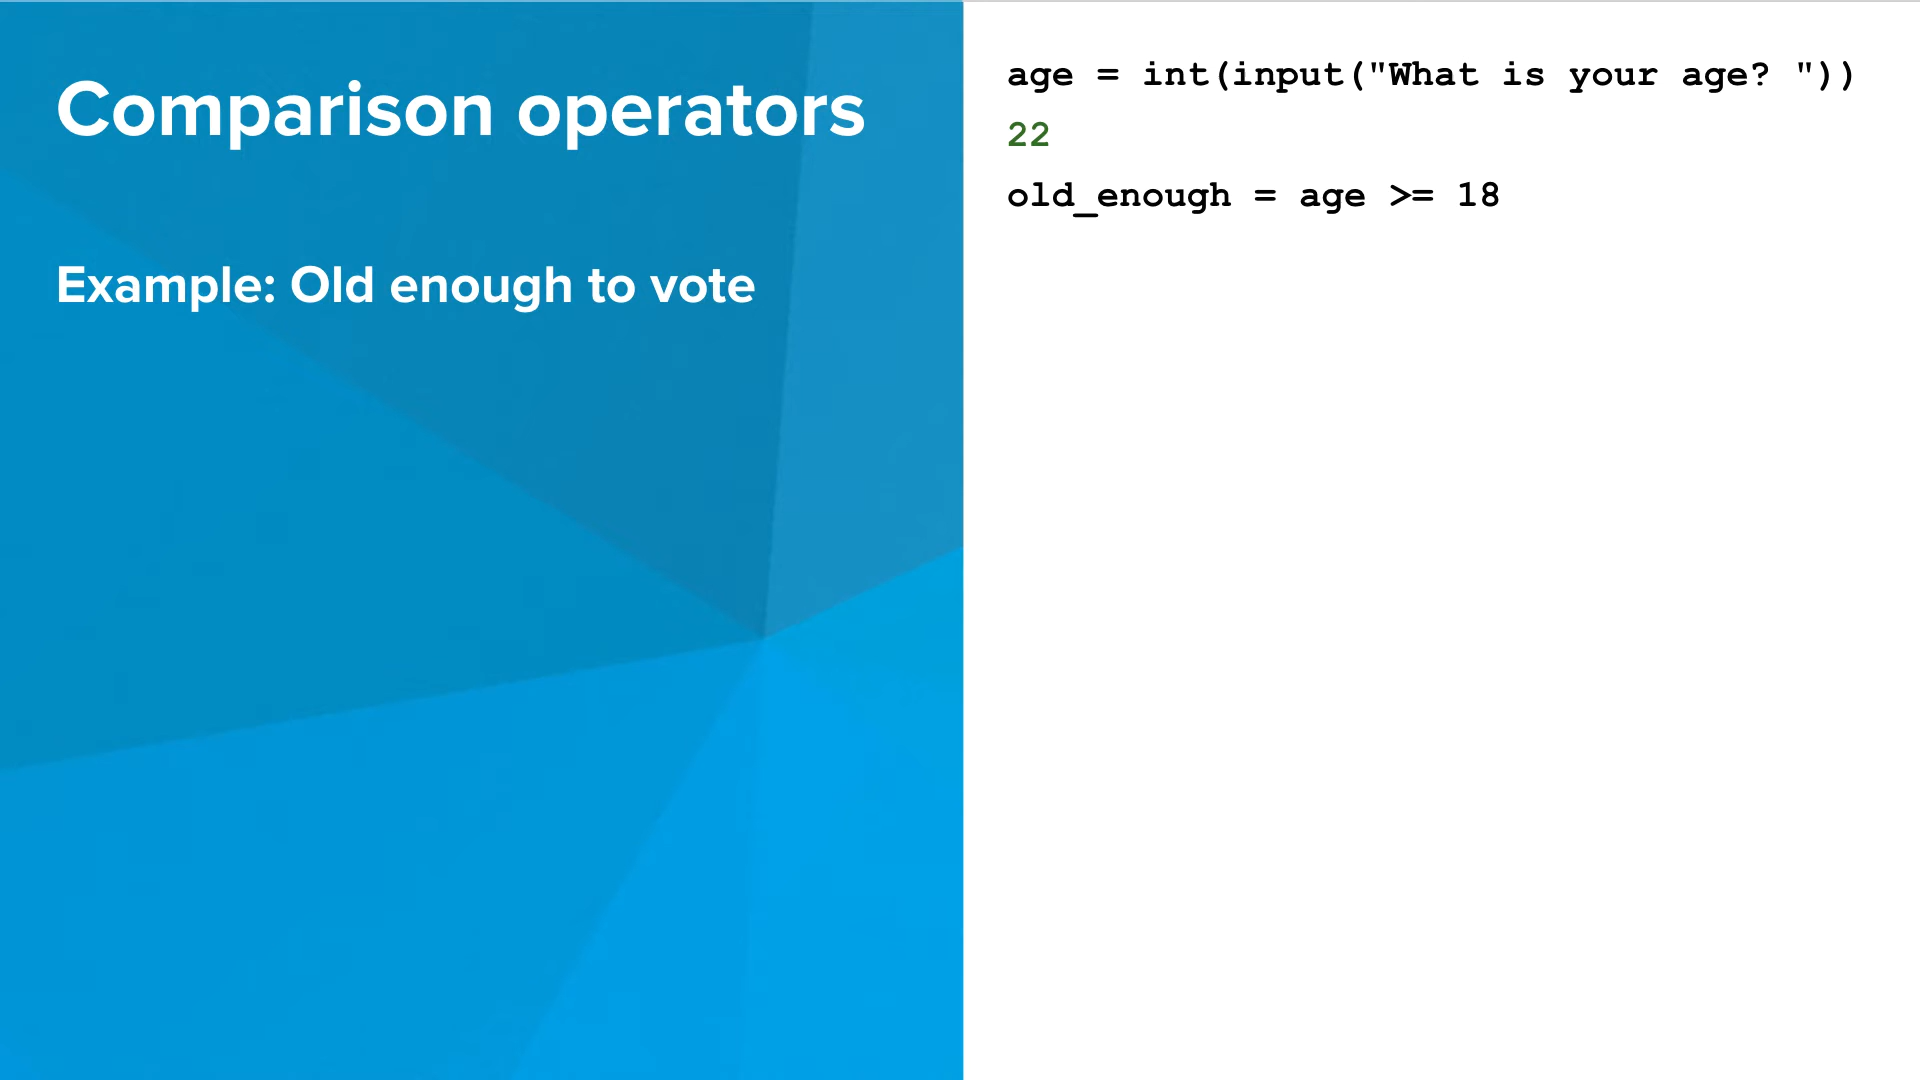 Comparison operators
Example: Old enough to vote
age = int(input("What is your age? "))
22
old_enough = age >= 18